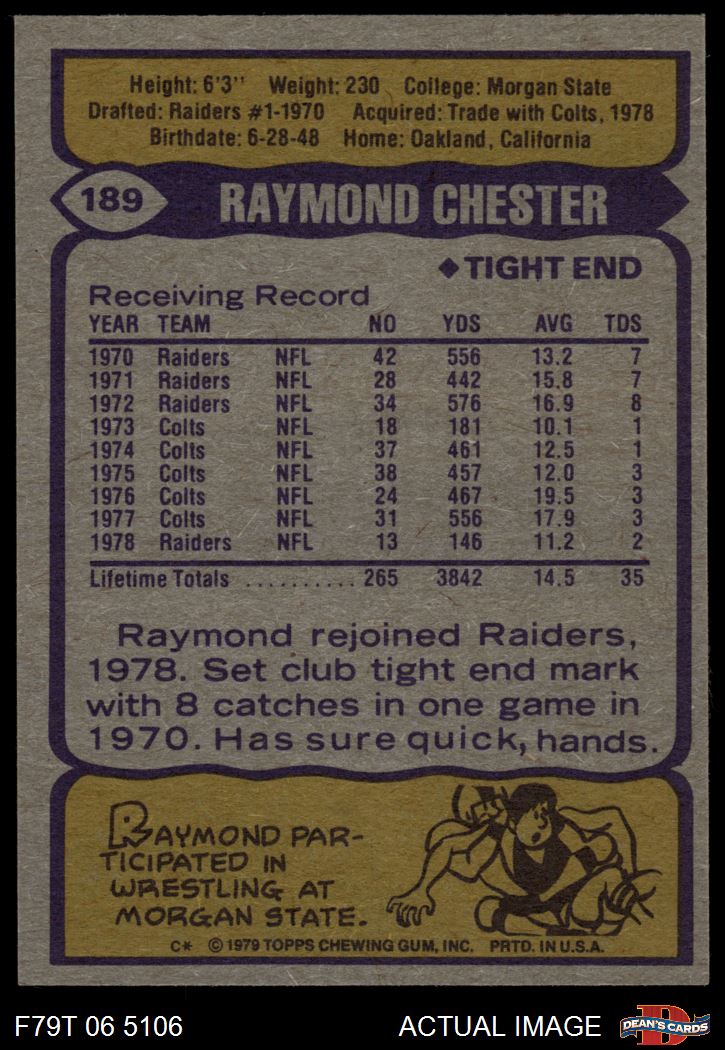 Height: 6'3'' Weight: 230 College: Morgan State
Drafted: Raiders #1-1970 Acquired: Trade with Colts, 1978
Birthdate: 6-28-48 Home: Oakland, California
189 RAYMOND CHESTER
◆TIGHT END
Receiving Record
YEAR TEAM NO YDS AVG TDS
1970 Raiders NFL 42 556 13.2 7
1971 Raiders NFL 28 442 15.8 7
1972 Raiders NFL 34 576 16.9 8
1973 Colts NFL 18 181 10.1 1
1974 Colts NFL 37 461 12.5 1
1975 Colts NFL 38 457 12.0 3
1976 Colts NFL 24 467 19.5 3
1977 Colts NFL 31 556 17.9 3
1978 Raiders NFL 13 146 11.2 2
Lifetime Totals .......... 265 3842 14.5 35
Raymond rejoined Raiders,
1978. Set club tight end mark
with 8 catches in one game in
1970. Has sure quick, hands.
RAYMOND PAR-
TICIPATED IN
WRESTLING AT
MORGAN STATE.
C* © 1979 TOPPS CHEWING GUM, INC. PRTD. IN U.S.A.
F79T 06 5106 ACTUAL IMAGE D DEAN'S CARDS